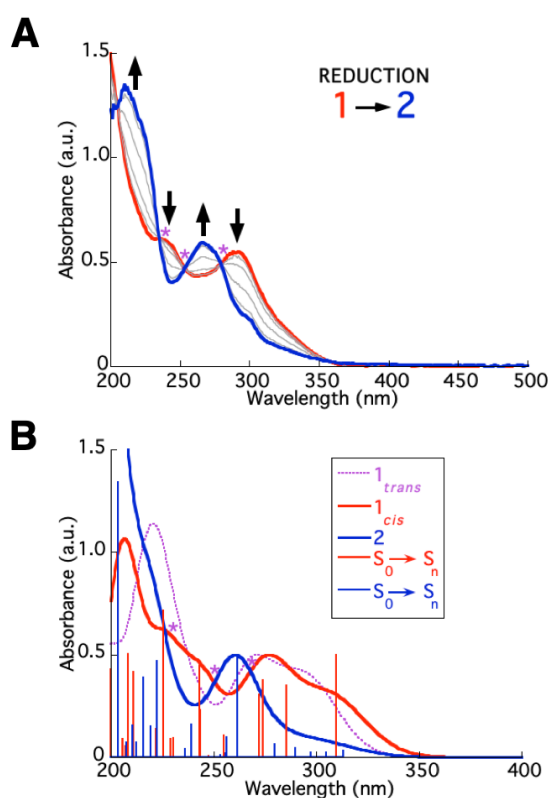 A
1.5
REDUCTION
1 → 2
1.0
0.5
0
Absorbance (a.u.)
* * *
200 250 300 350 400 450 500
Wavelength (nm)
B
1.5
1.0
0.5
0
Absorbance (a.u.)
1trans
1cis
2
S0 → Sn
S0 → Sn
* * *
200 250 300 350 400
Wavelength (nm)